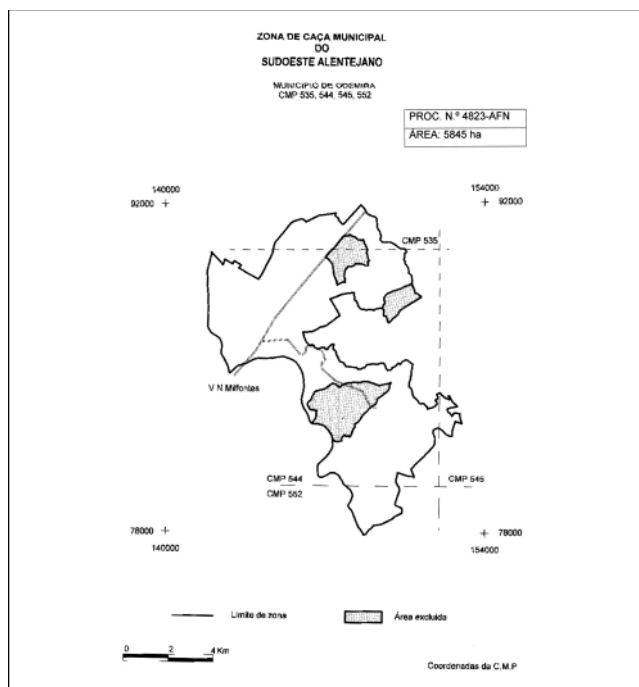 ZONA DE CAÇA MUNICIPAL
DO
SUDOESTE ALENTEJANO
MUNICIPIO DE ODEMIRA
CMP 535, 544, 545, 552
PROC. N.º 4823-AFN
ÁREA: 5845 ha
140000
154000
92000
92000
CMP 535
V N Milfontes
CMP 544
CMP 545
CMP 552
78000
78000
140000
154000
Limite de zona
Área excluida
0 2 4 Km
Coordenadas da C.M.P